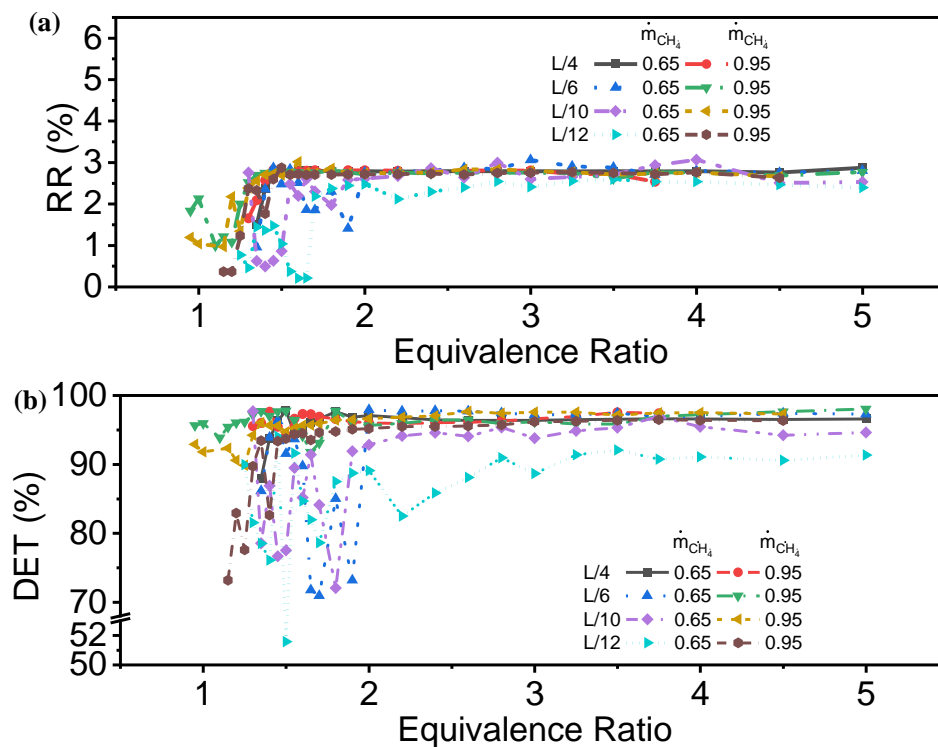 (a)
6
5
4
3
2
1
0
RR (%)
ṁCH₄ ṁCH₄
L/4 0.65 0.95
L/6 0.65 0.95
L/10 0.65 0.95
L/12 0.65 0.95
1 2 3 4 5
Equivalence Ratio
(b)
100
90
80
70
52
50
DET (%)
ṁCH₄ ṁCH₄
L/4 0.65 0.95
L/6 0.65 0.95
L/10 0.65 0.95
L/12 0.65 0.95
1 2 3 4 5
Equivalence Ratio